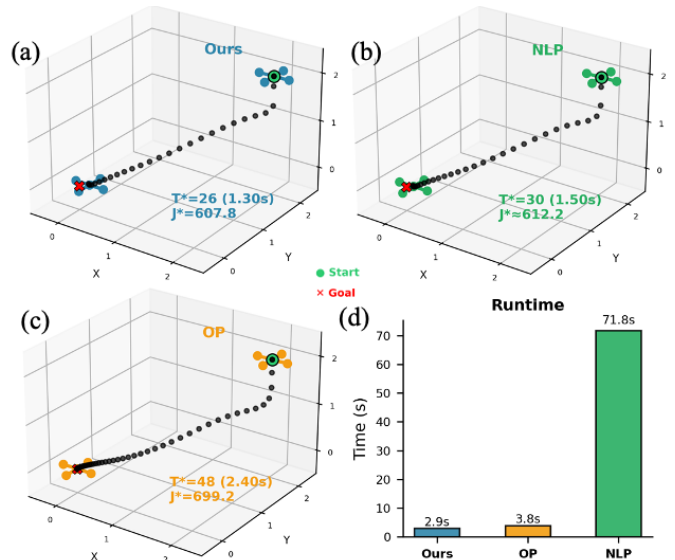 (a)
Ours
2
1
0
T*=26 (1.30s)
J*=607.8
0
1
2
X
0
1
2
Y
(b)
NLP
2
1
0
T*=30 (1.50s)
J*≈612.2
0
1
2
X
0
1
2
Y
Start
Goal
(c)
OP
2
1
0
T*=48 (2.40s)
J*=699.2
0
1
2
X
0
1
2
Y
(d)
Runtime
Time (s)
70
60
50
40
30
20
10
0
2.9s
3.8s
71.8s
Ours
OP
NLP